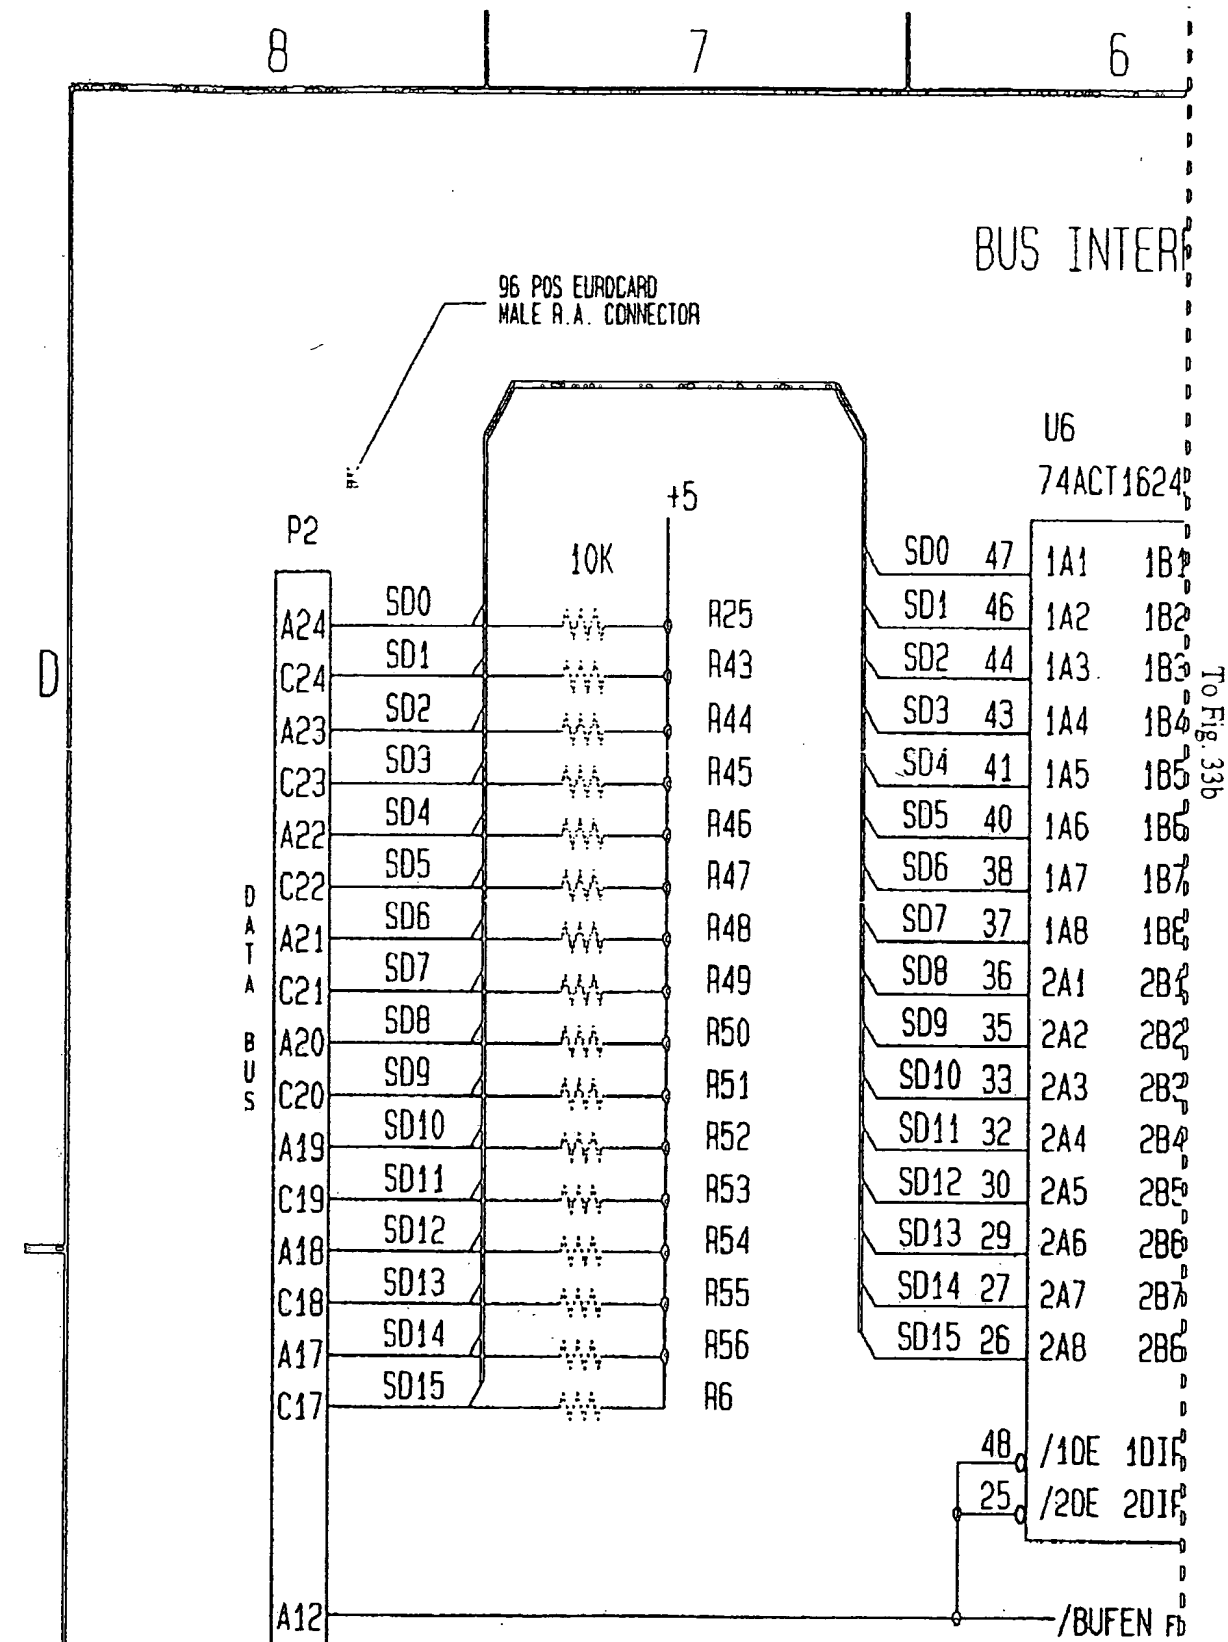 8 7 6
BUS INTERF
96 POS EUROCARD
MALE R.A. CONNECTOR
U6
74ACT1624
+5
P2
10K
SD0 47 1A1 1B1
A24 SD0 R25
SD1 46 1A2 1B2
C24 SD1 R43
SD2 44 1A3 1B3
D
A23 SD2 R44
SD3 43 1A4 1B4
C23 SD3 R45
SD4 41 1A5 1B5
A22 SD4 R46
SD5 40 1A6 1B6
C22 SD5 R47
SD6 38 1A7 1B7
A21 SD6 R48
SD7 37 1A8 1B8
C21 SD7 R49
SD8 36 2A1 2B1
A20 SD8 R50
SD9 35 2A2 2B2
C20 SD9 R51
SD10 33 2A3 2B3
A19 SD10 R52
SD11 32 2A4 2B4
C19 SD11 R53
SD12 30 2A5 2B5
A18 SD12 R54
SD13 29 2A6 2B6
C18 SD13 R55
SD14 27 2A7 2B7
A17 SD14 R56
SD15 26 2A8
C17 SD15 R6
DATA BUS
To Fig. 33b
48 /1OE 1DIR
25 /2OE 2DIR
A12 /BUFEN